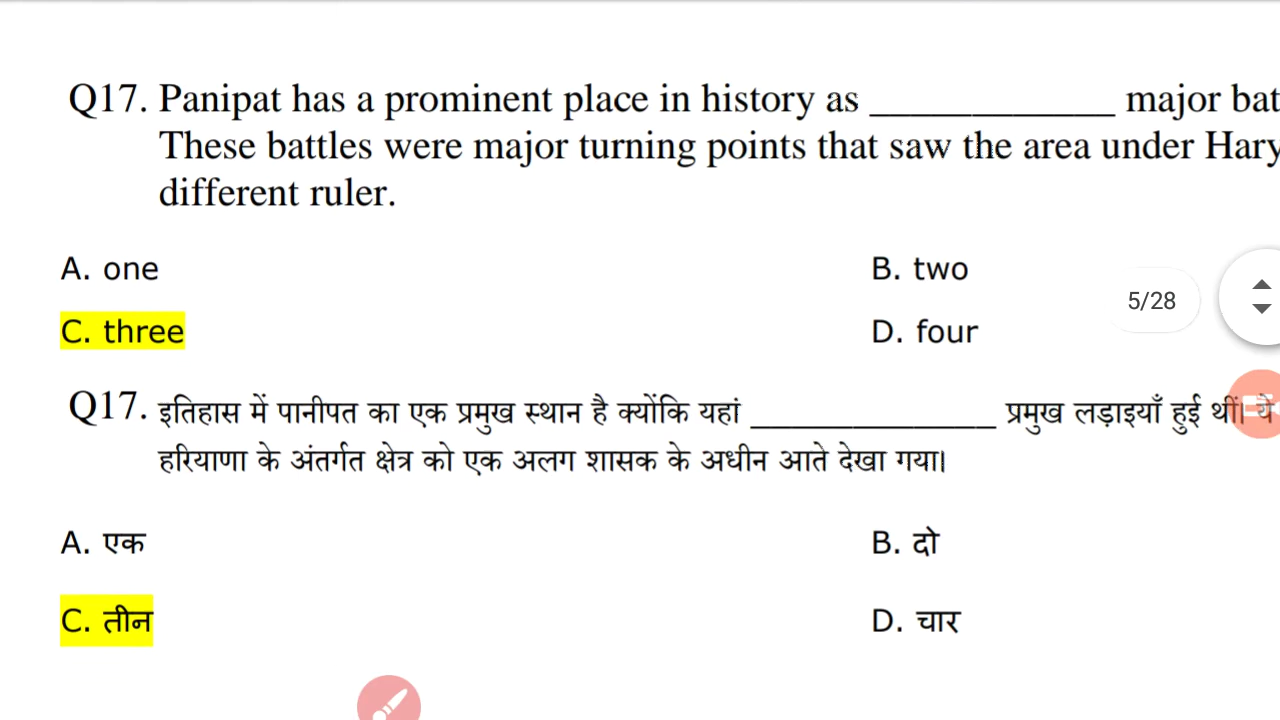 Q17. Panipat has a prominent place in history as ____________ major bat
These battles were major turning points that saw the area under Hary
different ruler.
A. one
B. two
5/28
C. three
D. four
Q17. इतिहास में पानीपत का एक प्रमुख स्थान है क्योंकि यहां ____________ प्रमुख लड़ाइयाँ हुई थीं। ये
हरियाणा के अंतर्गत क्षेत्र को एक अलग शासक के अधीन आते देखा गया।
A. एक
B. दो
C. तीन
D. चार